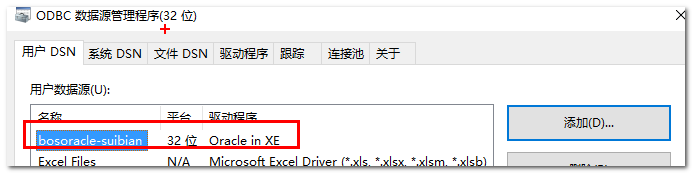 ODBC 数据源管理程序(32 位)
用户 DSN 系统 DSN 文件 DSN 驱动程序 跟踪 连接池 关于
用户数据源(U):
名称 平台 驱动程序
添加(D)...
bosoracle-suibian 32 位 Oracle in XE
Excel Files N/A Microsoft Excel Driver (*.xls, *.xlsx, *.xlsm, *.xlsb)